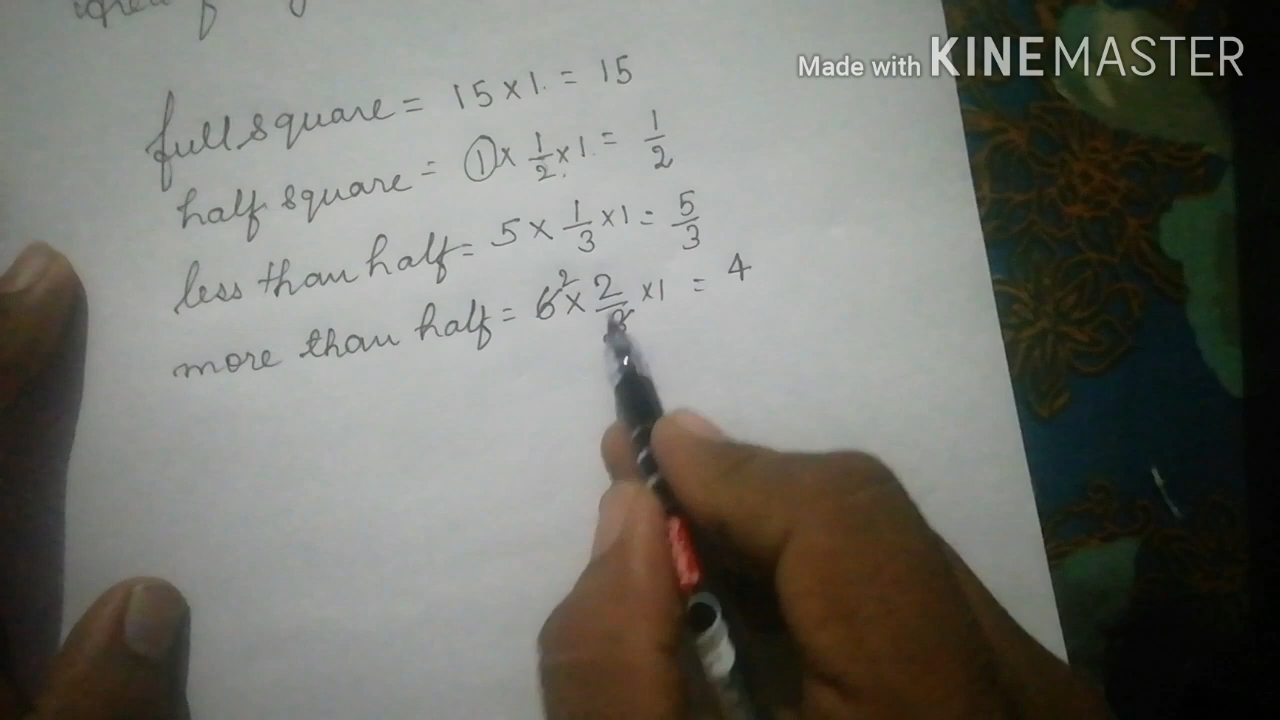 Made with KINEMASTER
full square = 15 × 1. = 15
half square = ① × 1/2 × 1. = 1/2
less than half = 5 × 1/3 × 1 = 5/3
more than half = 6² × 2/3 × 1 = 4